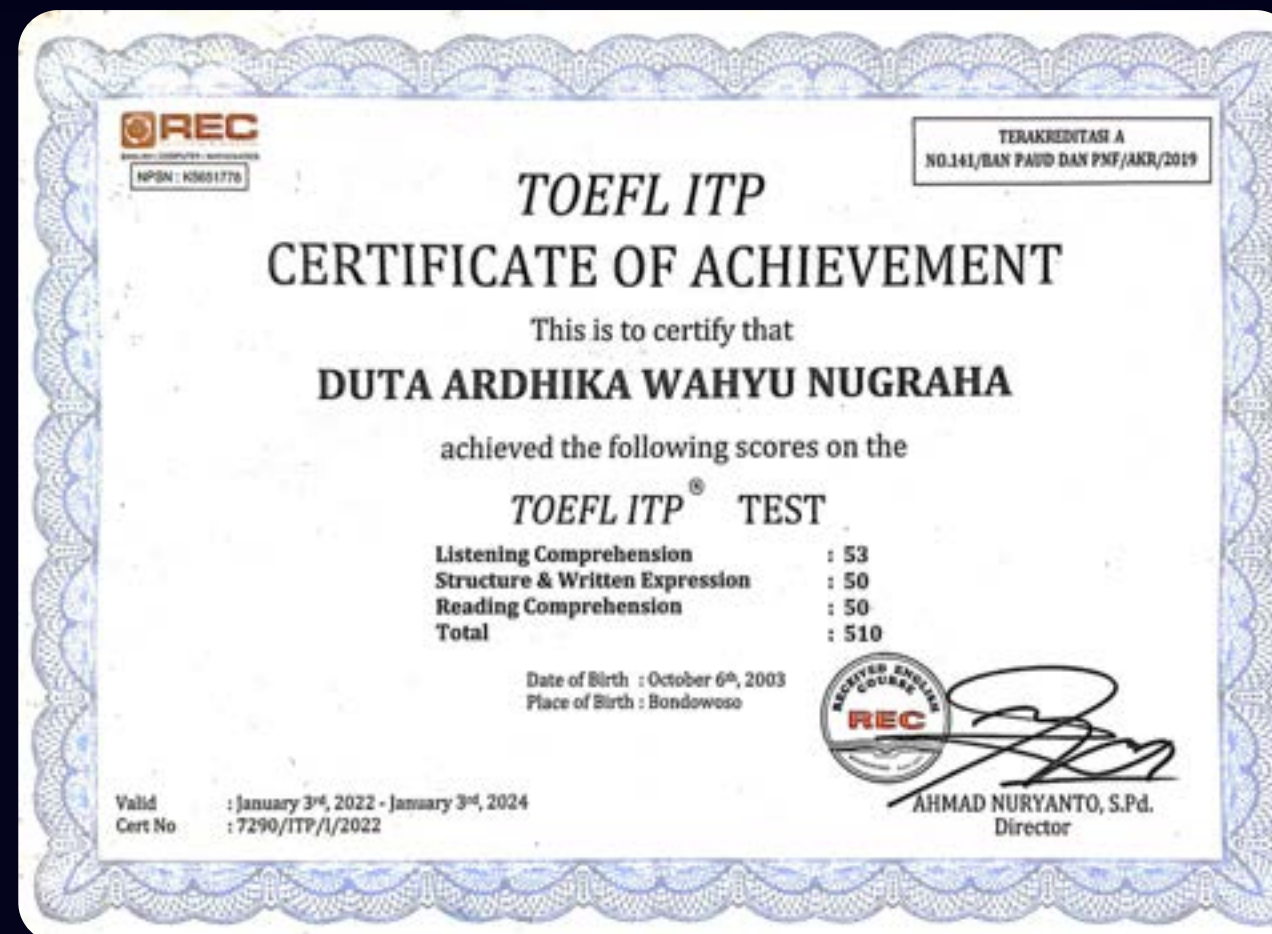 REC
NPSN : K5651776
TERAKREDITASI A
NO.141/BAN PAUD DAN PNF/AKR/2019
TOEFL ITP
CERTIFICATE OF ACHIEVEMENT
This is to certify that
DUTA ARDHIKA WAHYU NUGRAHA
achieved the following scores on the
TOEFL ITP® TEST
Listening Comprehension : 53
Structure & Written Expression : 50
Reading Comprehension : 50
Total : 510
Date of Birth : October 6th, 2003
Place of Birth : Bondowoso
RECEIVED ENGLISH COURSE
REC
Valid : January 3rd, 2022 - January 3rd, 2024
Cert No : 7290/ITP/I/2022
AHMAD NURYANTO, S.Pd.
Director